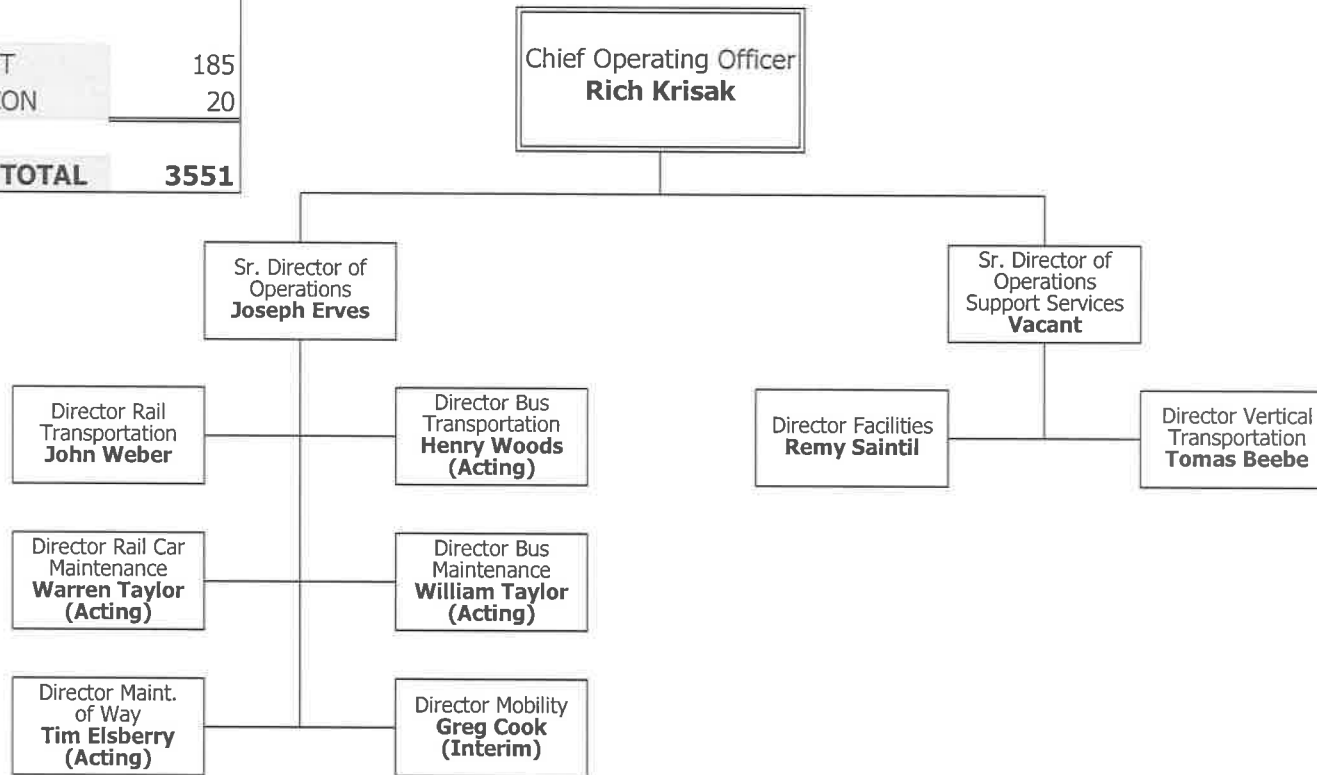 T 185
ION 20
TOTAL 3551
Chief Operating Officer
Rich Krisak
Sr. Director of
Operations
Joseph Erves
Sr. Director of
Operations
Support Services
Vacant
Director Rail
Transportation
John Weber
Director Bus
Transportation
Henry Woods
(Acting)
Director Facilities
Remy Saintil
Director Vertical
Transportation
Tomas Beebe
Director Rail Car
Maintenance
Warren Taylor
(Acting)
Director Bus
Maintenance
William Taylor
(Acting)
Director Maint.
of Way
Tim Elsberry
(Acting)
Director Mobility
Greg Cook
(Interim)